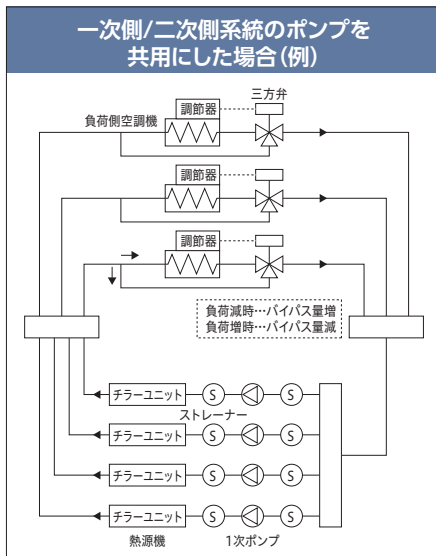 一次側/二次側系統のポンプを
共用にした場合(例)
三方弁
調節器
負荷側空調機
調節器
調節器
負荷減時…バイパス量増
負荷増時…バイパス量減
チラーユニット
S
S
ストレーナー
チラーユニット
S
S
チラーユニット
S
S
チラーユニット
S
S
熱源機
1次ポンプ